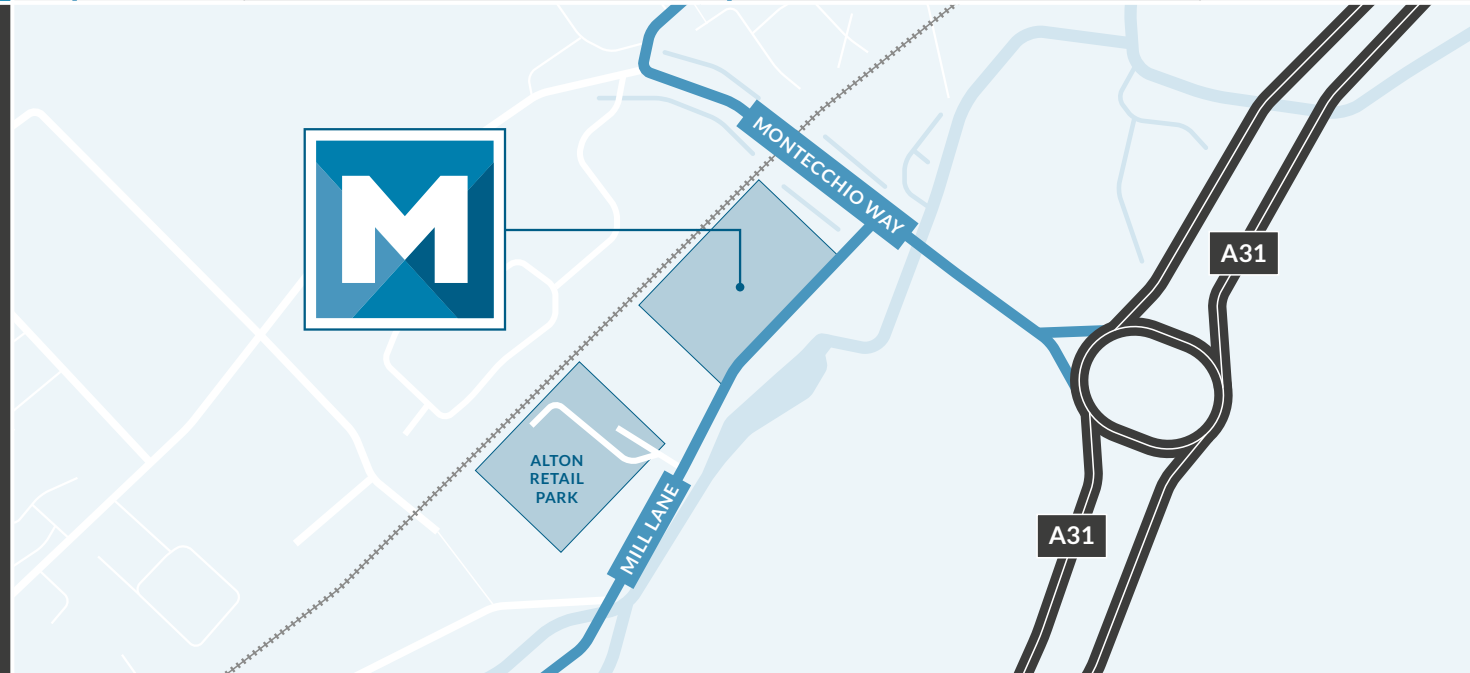 MONTECCHIO WAY
M
A31
ALTON
RETAIL
PARK
MILL LANE
A31